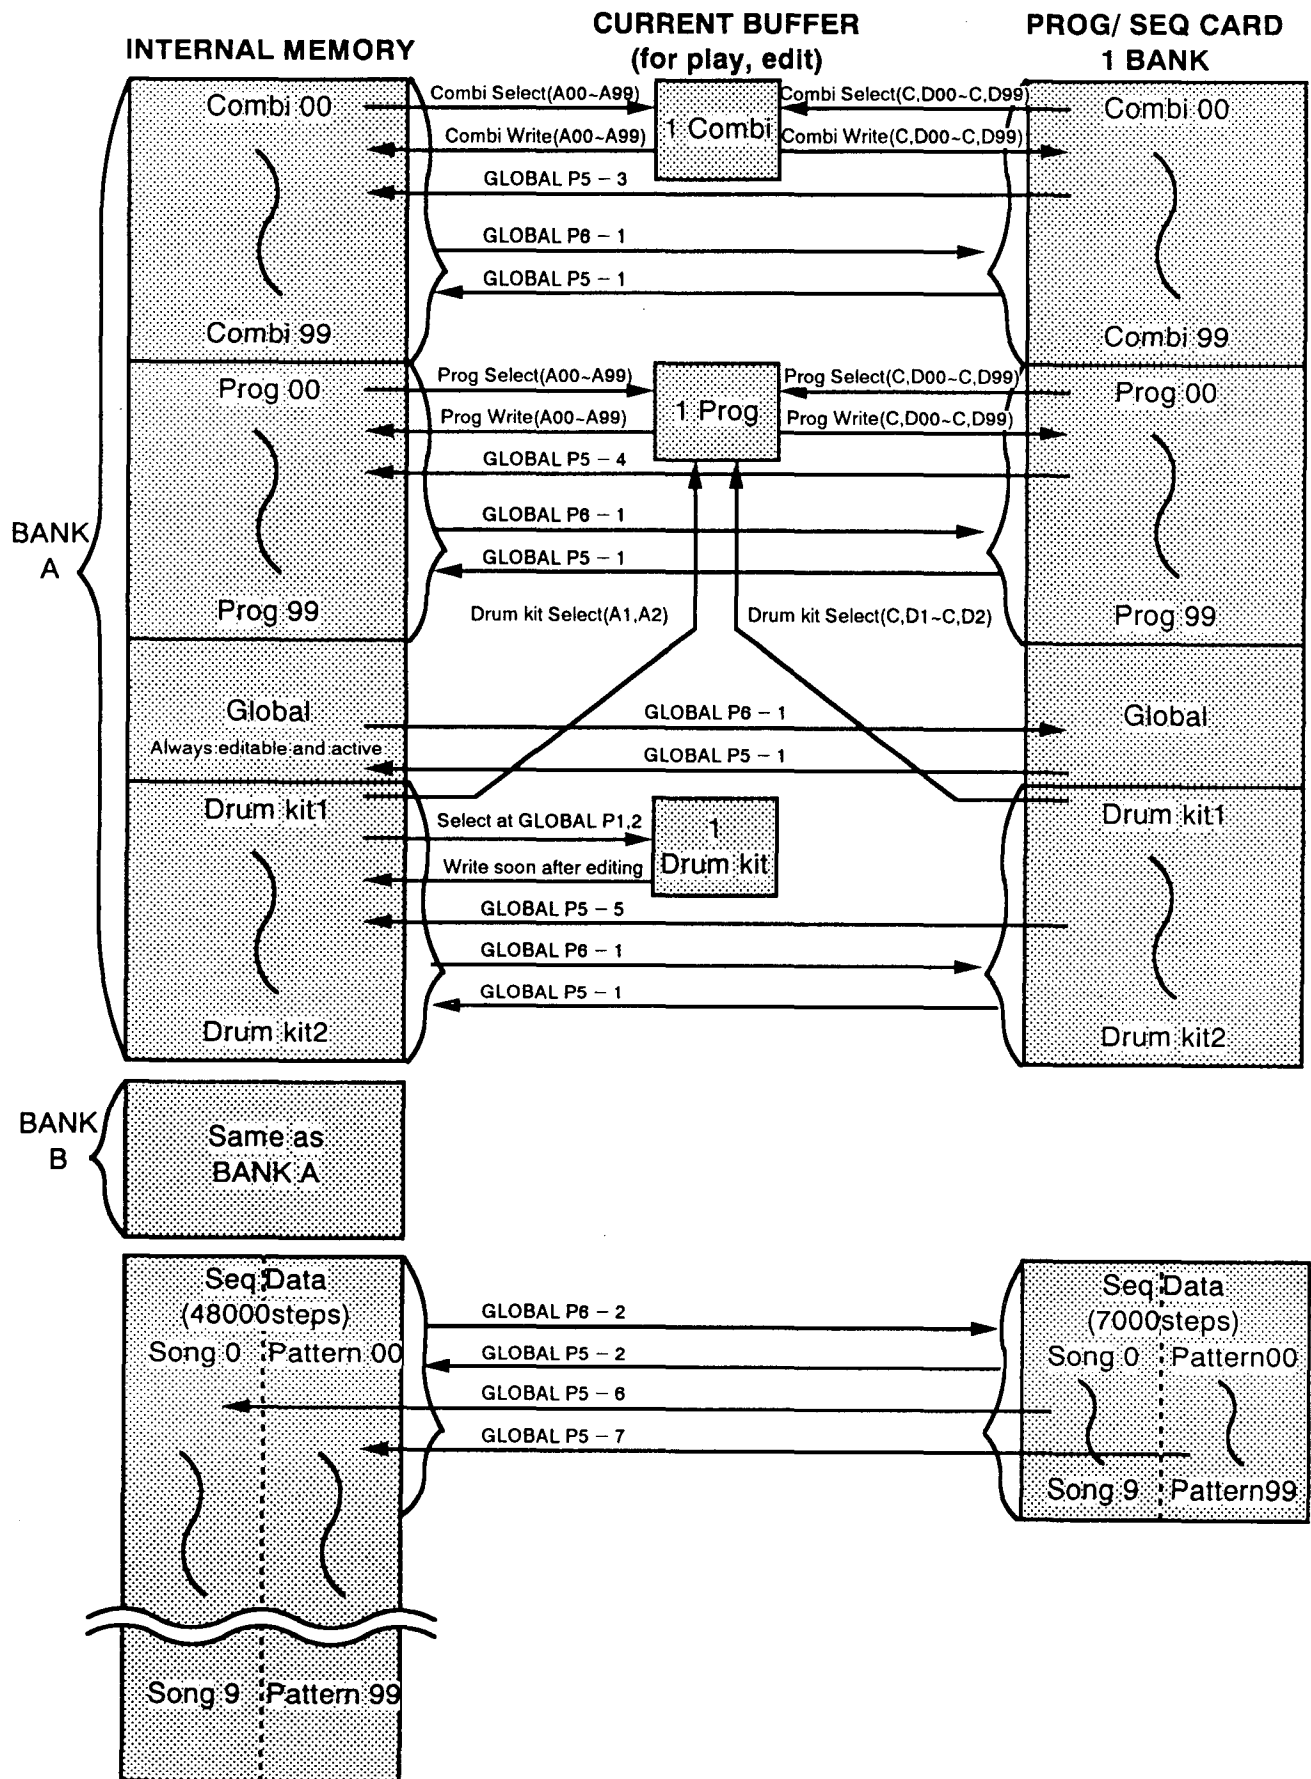 INTERNAL MEMORY
CURRENT BUFFER
(for play, edit)
PROG/ SEQ CARD
1 BANK
BANK
A
Combi 00
Combi 99
Combi Select(A00~A99)
Combi Write(A00~A99)
1 Combi
Combi Select(C,D00~C,D99)
Combi Write(C,D00~C,D99)
GLOBAL P5 – 3
GLOBAL P6 – 1
GLOBAL P5 – 1
Combi 00
Combi 99
Prog 00
Prog 99
Prog Select(A00~A99)
Prog Write(A00~A99)
1 Prog
Prog Select(C,D00~C,D99)
Prog Write(C,D00~C,D99)
GLOBAL P5 – 4
GLOBAL P6 – 1
GLOBAL P5 – 1
Drum kit Select(A1,A2)
Drum kit Select(C,D1~C,D2)
Prog 00
Prog 99
Global
Always editable and active
GLOBAL P6 – 1
GLOBAL P5 – 1
Global
Drum kit1
Drum kit2
Select at GLOBAL P1,2
Write soon after editing
1
Drum kit
GLOBAL P5 – 5
GLOBAL P6 – 1
GLOBAL P5 – 1
Drum kit1
Drum kit2
BANK
B
Same as
BANK A
Seq Data
(48000steps)
Song 0 Pattern 00
Song 9 Pattern 99
GLOBAL P6 – 2
GLOBAL P5 – 2
GLOBAL P5 – 6
GLOBAL P5 – 7
Seq Data
(7000steps)
Song 0 Pattern00
Song 9 Pattern99